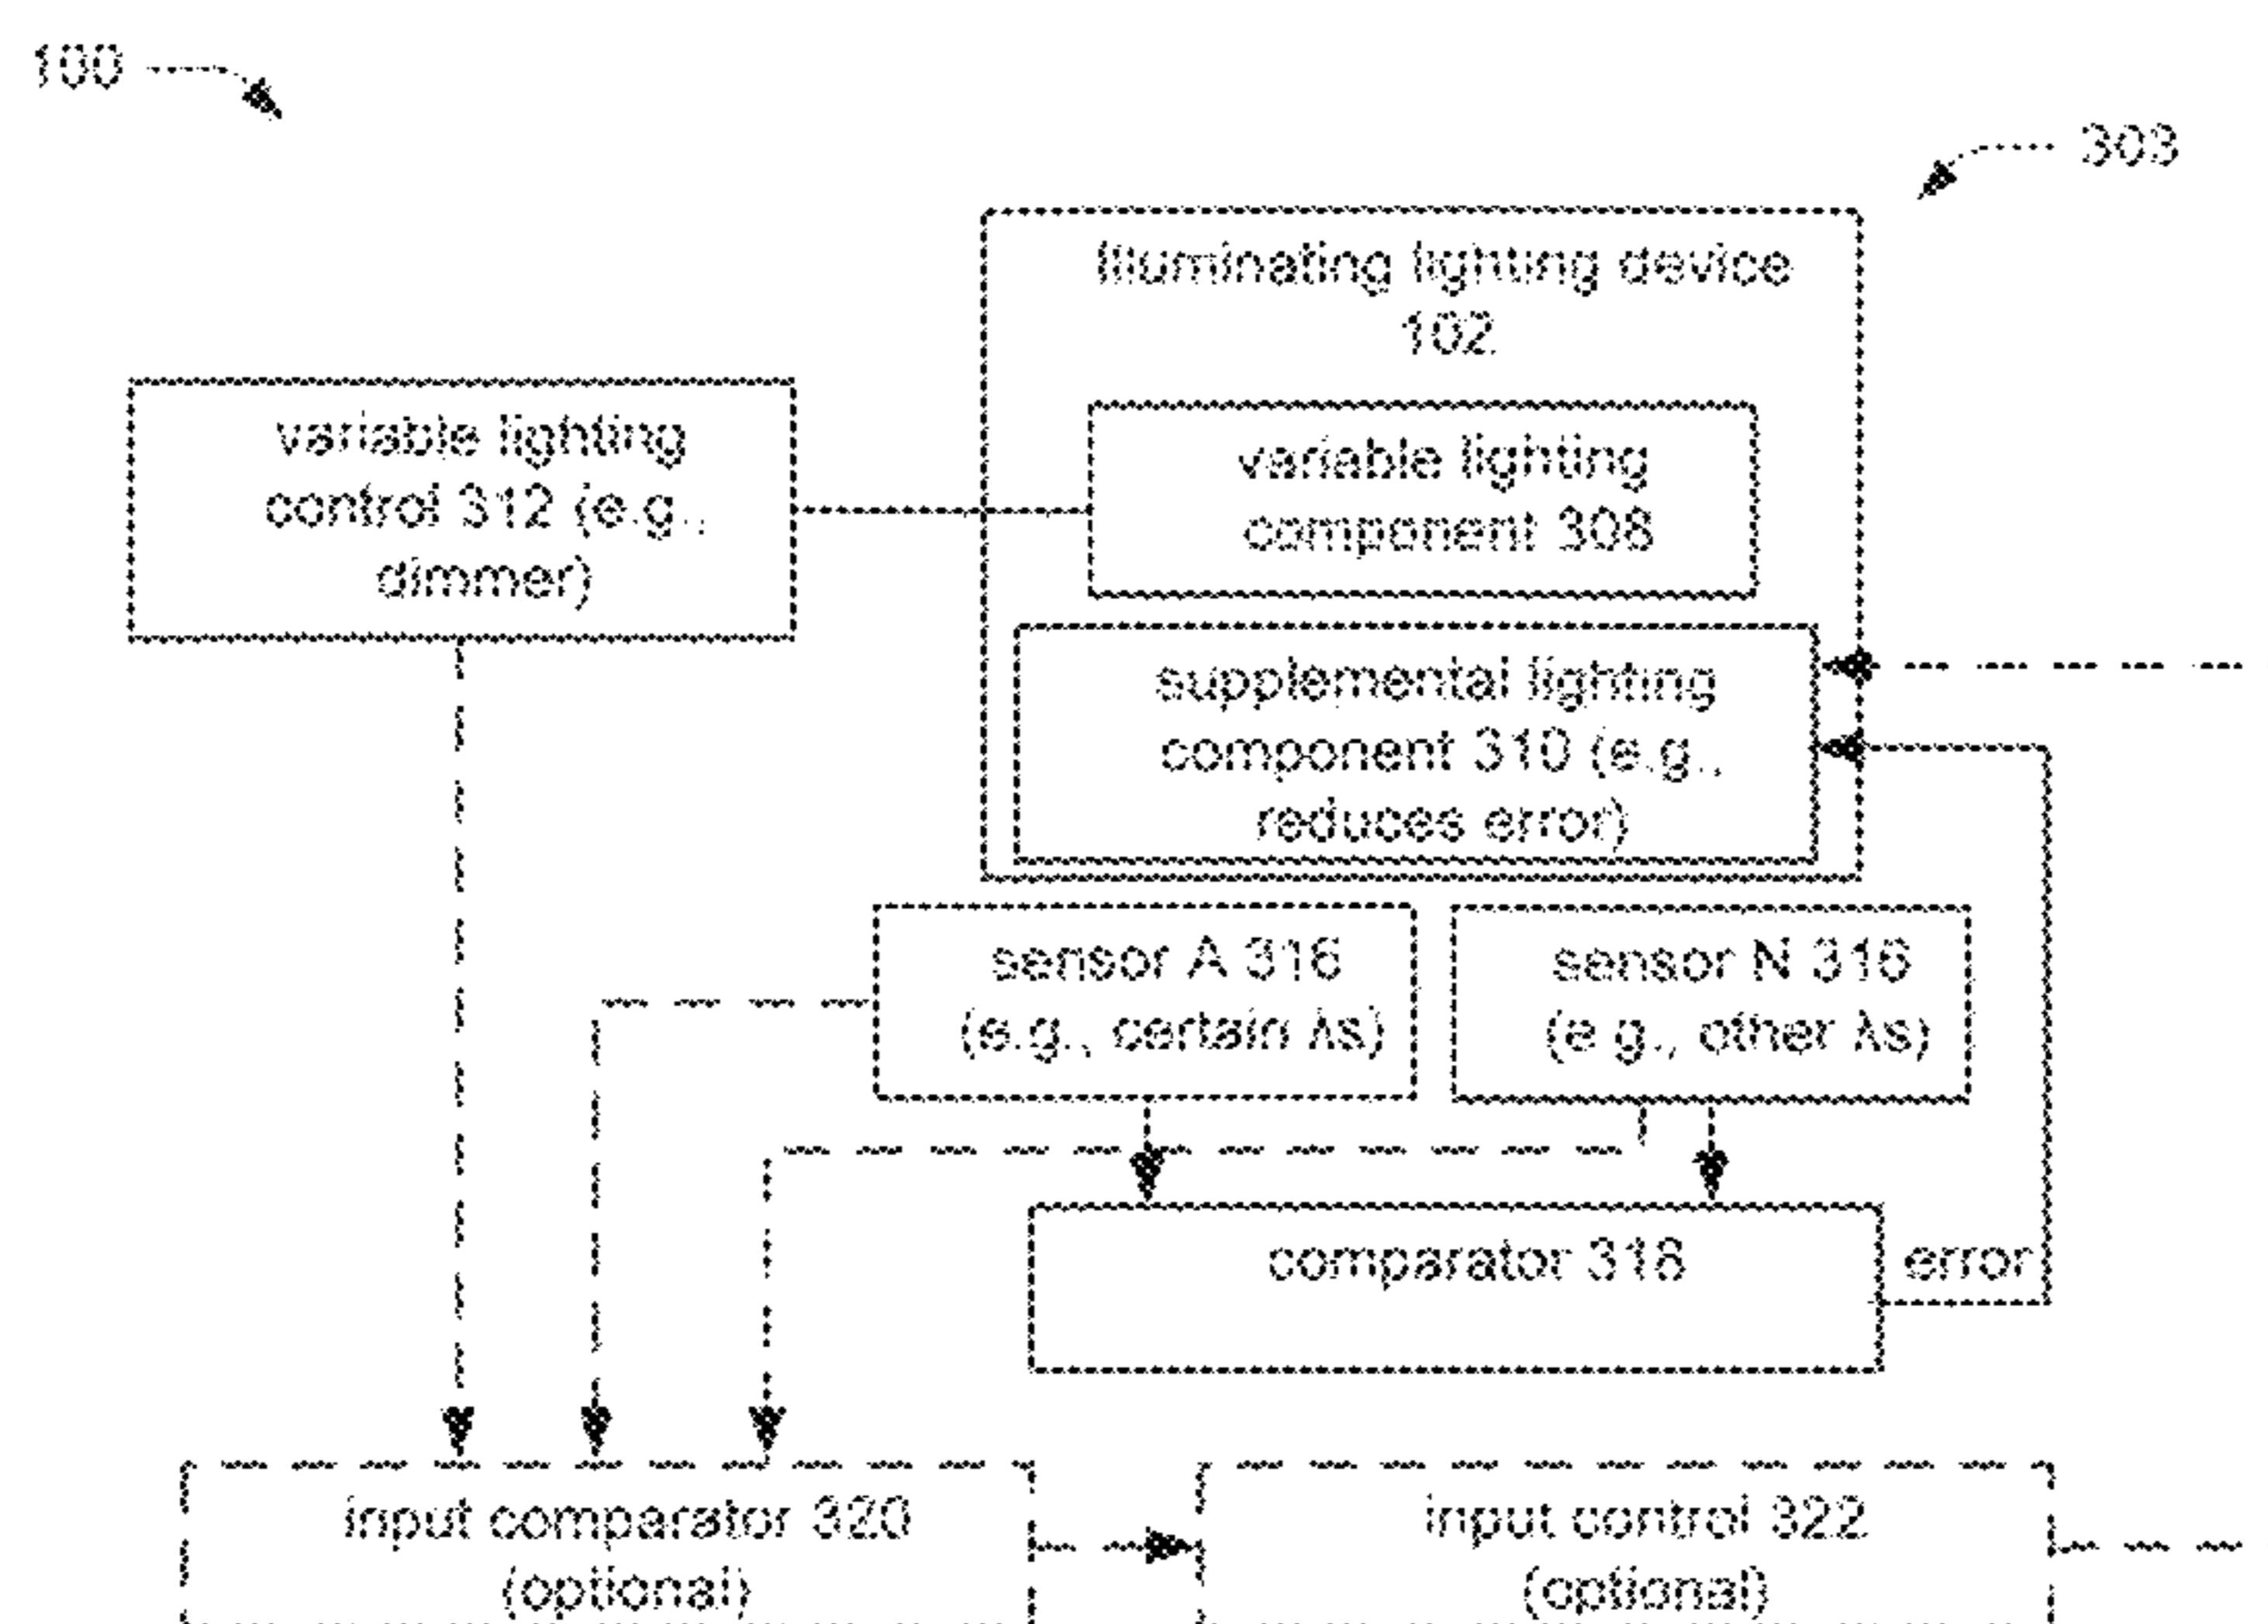 100
303
Illuminating lighting device
102
variable lighting
control 312 (e.g.,
dimmer)
variable lighting
component 308
supplemental lighting
component 310 (e.g.,
reduces error)
sensor A 316
(e.g., certain λs)
sensor N 316
(e.g., other λs)
comparator 318
error
input comparator 320
(optional)
input control 322
(optional)